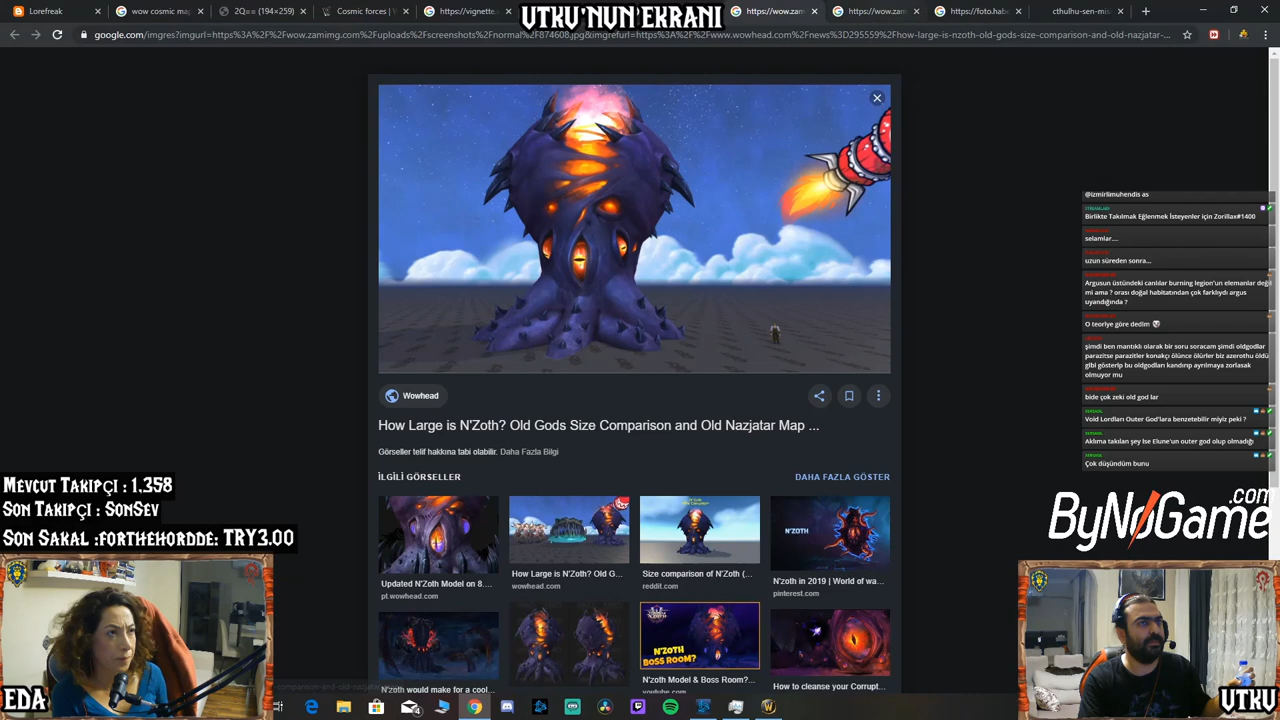 Lorefreak
wow cosmic mag
2Q== (194×259)
Cosmic forces | W
https://vignette.
UTKU'NUN EKRANI
https://wow.zam
https://wow.zam
https://foto.habe
cthulhu-sen-mis
google.com/imgres?imgurl=https%3A%2F%2Fwow.zamimg.com%2Fuploads%2Fscreenshots%2Fnormal%2F874608.jpg&imgrefurl=https%3A%2F%2Fwww.wowhead.com%2Fnews%3D295559%2Fhow-large-is-nzoth-old-gods-size-comparison-and-old-nazjatar-...
@izmirlimuhendis as
Birlikte Takılmak Eğlenmek İsteyenler için Zorillax#1400
selamlar....
uzun süreden sonra...
Argusun üstündeki canlılar burning legion'un elemanlar değil
mi ama ? orası doğal habitatından çok farklıydı argus
uyandığında ?
O teoriye göre dedim
şimdi ben mantıklı olarak bir soru soracam şimdi oldgodlar
parazitse parazitler konakçı ölünce ölürler biz azerothu öldü
gibi gösterip bu oldgodları kandırıp ayrılmaya zorlasak
olmuyor mu
bide çok zeki old god lar
Void Lordları Outer God'lara benzetebilir miyiz peki ?
Aklıma takılan şey ise Elune'un outer god olup olmadığı
Çok düşündüm bunu
Wowhead
How Large is N'Zoth? Old Gods Size Comparison and Old Nazjatar Map ...
Görseller telif hakkına tabi olabilir. Daha Fazla Bilgi
İLGİLİ GÖRSELLER
DAHA FAZLA GÖSTER
N'ZOTH
Updated N'Zoth Model on 8....
pt.wowhead.com
How Large is N'Zoth? Old G...
wowhead.com
Size comparison of N'Zoth (...
reddit.com
N'zoth in 2019 | World of wa...
pinterest.com
N'ZOTH
BOSS ROOM?
N'zoth would make for a cool...
N'Zoth Model & Boss Room?...
youtube.com
How to cleanse your Corrupt...
Mevcut Takipçi : 1.358
Son Takipçi : SonSev
Son Sakal :forthehordde: TRY3.00
ByNoGame.com
EDA
UTKU
4